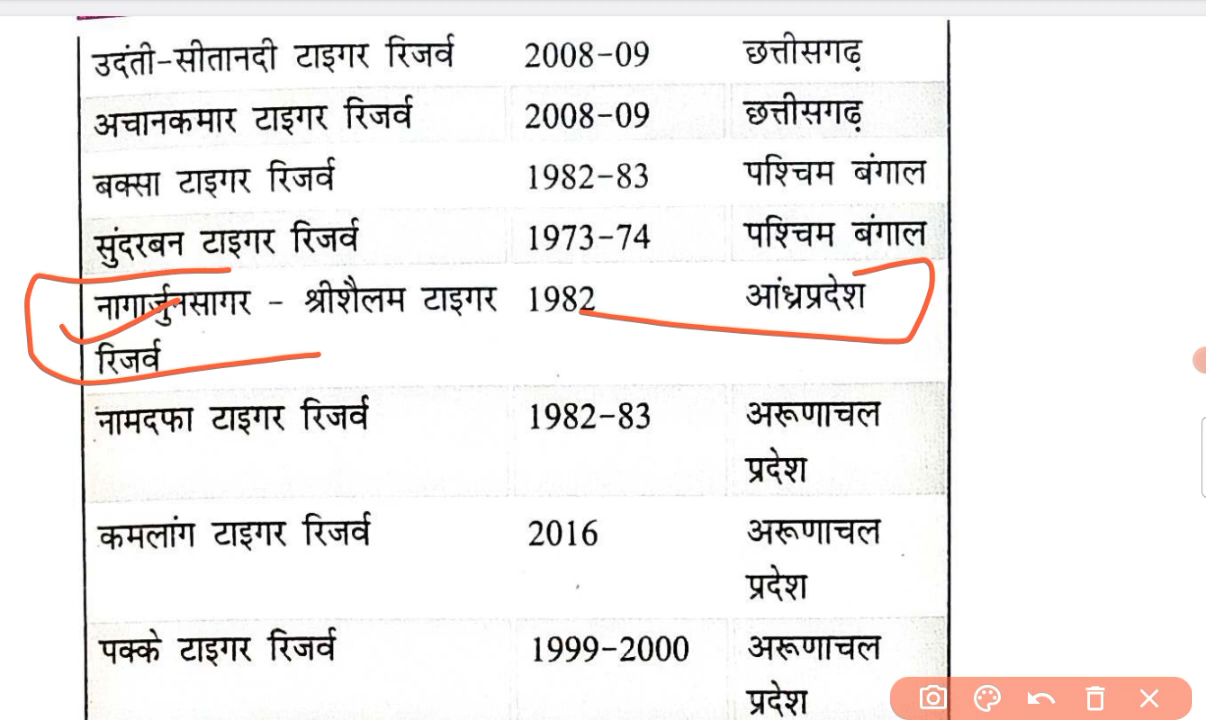 उदंती-सीतानदी टाइगर रिजर्व 2008-09 छत्तीसगढ़
अचानकमार टाइगर रिजर्व 2008-09 छत्तीसगढ़
बक्सा टाइगर रिजर्व 1982-83 पश्चिम बंगाल
सुंदरबन टाइगर रिजर्व 1973-74 पश्चिम बंगाल
नागार्जुनसागर - श्रीशैलम टाइगर 1982 आंध्रप्रदेश
रिजर्व
नामदफा टाइगर रिजर्व 1982-83 अरूणाचल
प्रदेश
कमलांग टाइगर रिजर्व 2016 अरूणाचल
प्रदेश
पक्के टाइगर रिजर्व 1999-2000 अरूणाचल
प्रदेश